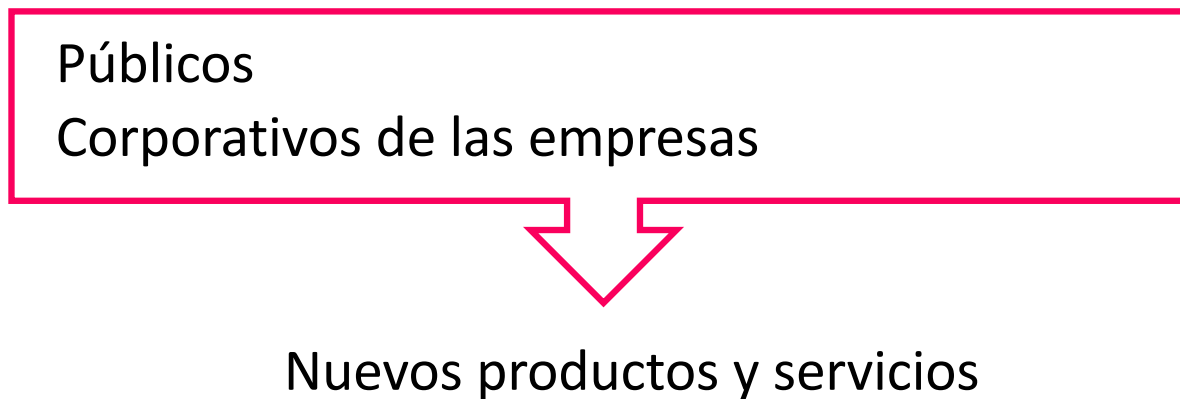 Públicos
Corporativos de las empresas
Nuevos productos y servicios